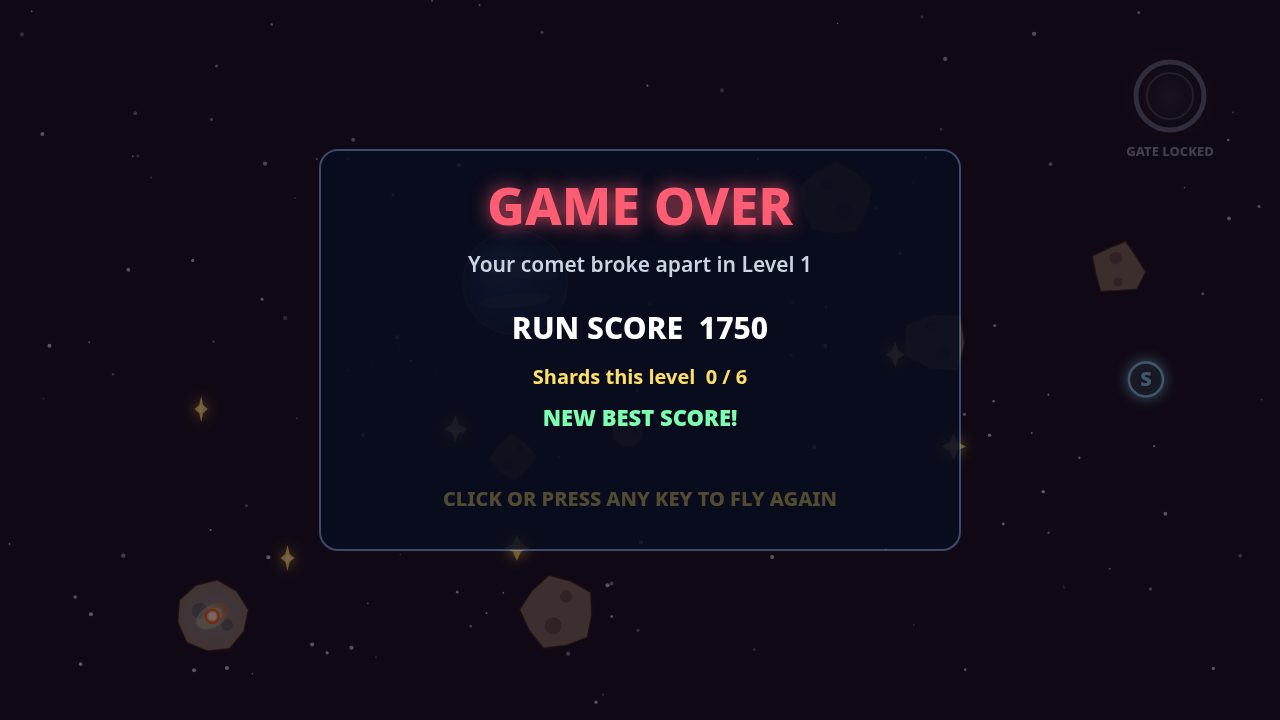 GATE LOCKED
GAME OVER
Your comet broke apart in Level 1
RUN SCORE 1750
Shards this level 0 / 6
S
NEW BEST SCORE!
CLICK OR PRESS ANY KEY TO FLY AGAIN